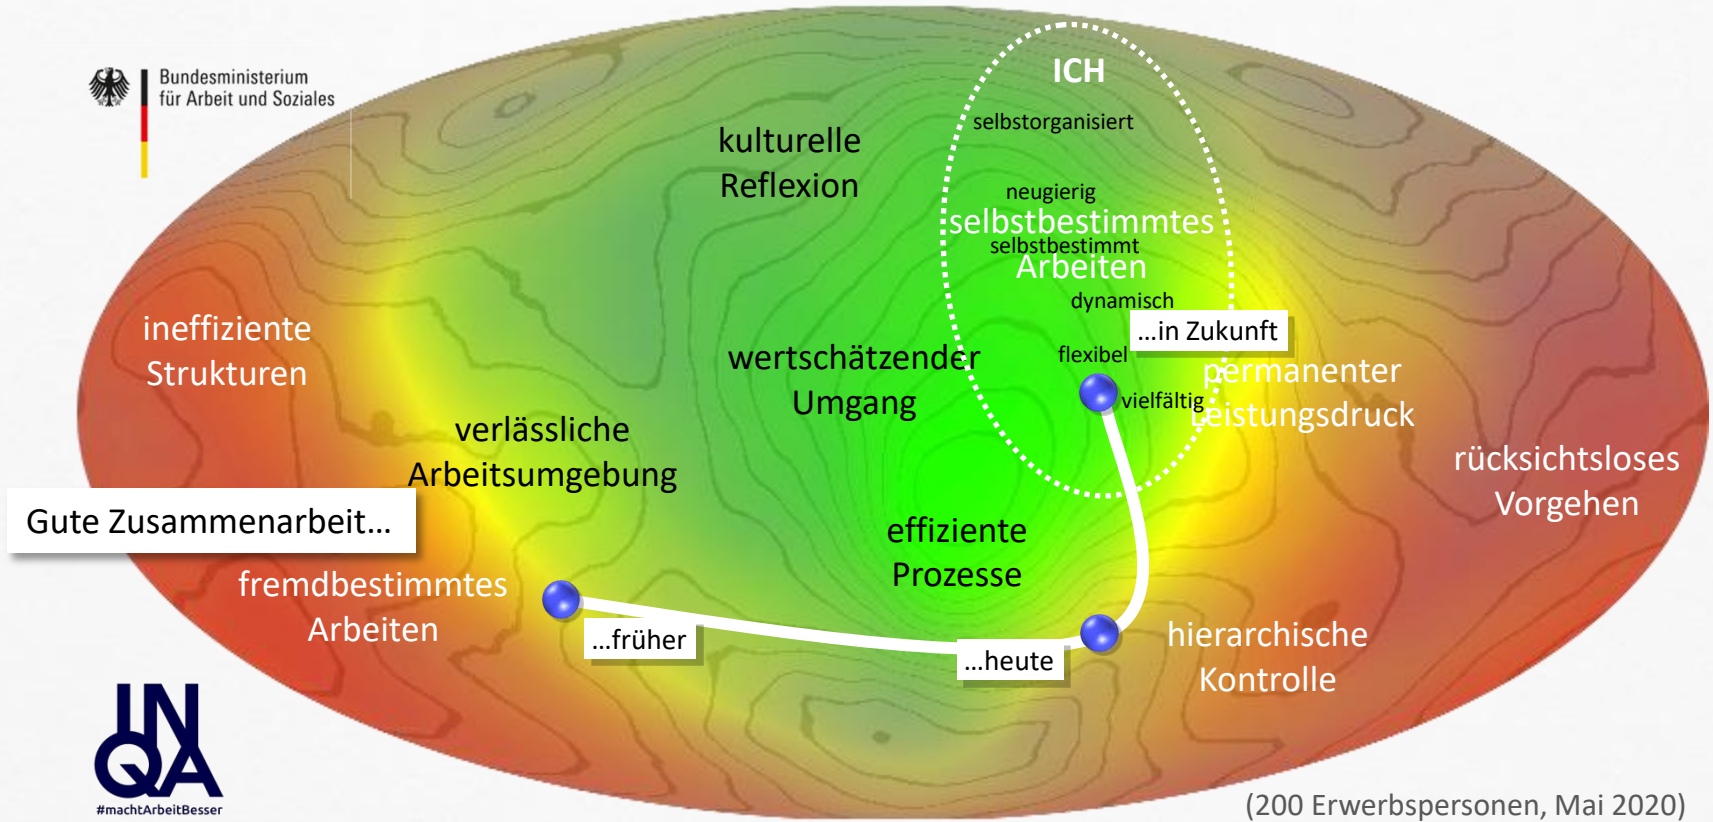 Bundesministerium
für Arbeit und Soziales
ICH
selbstorganisiert
kulturelle
Reflexion
neugierig
selbstbestimmtes
selbstbestimmt
Arbeiten
dynamisch
...in Zukunft
ineffiziente
Strukturen
wertschätzender
Umgang
flexibel
permanenter
Leistungsdruck
vielfältig
verlässliche
Arbeitsumgebung
rücksichtsloses
Vorgehen
Gute Zusammenarbeit...
effiziente
Prozesse
fremdbestimmtes
Arbeiten
...früher
...heute
hierarchische
Kontrolle
INQA
#machtArbeitBesser
(200 Erwerbspersonen, Mai 2020)